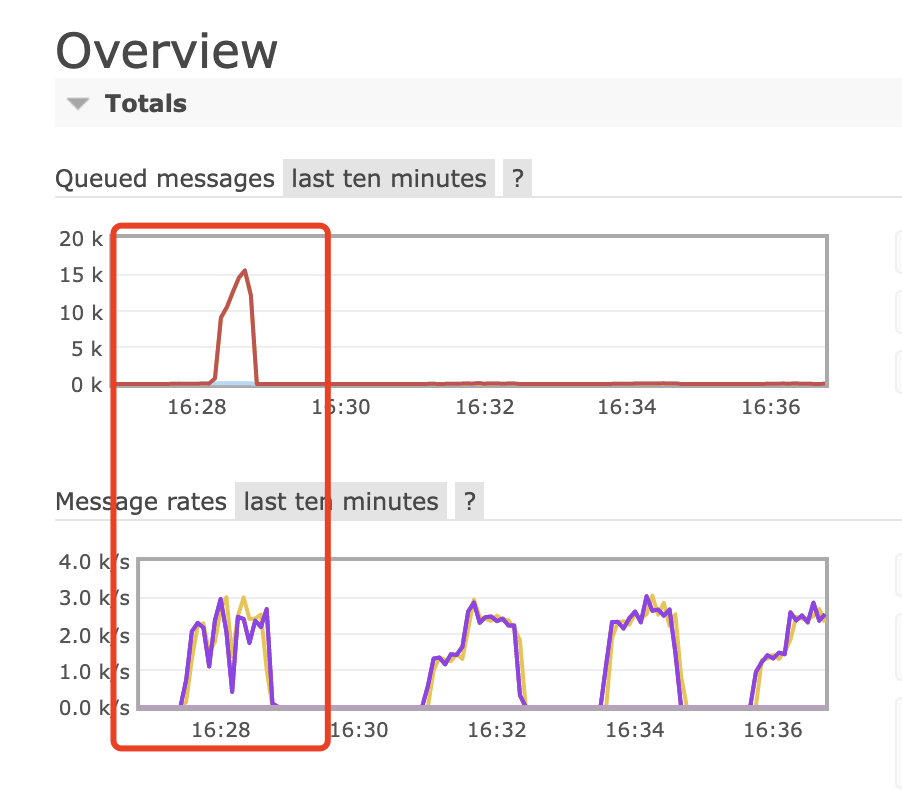 Overview
Totals
Queued messages last ten minutes ?
20 k
15 k
10 k
5 k
0 k
16:28 16:30 16:32 16:34 16:36
Message rates last ten minutes ?
4.0 k/s
3.0 k/s
2.0 k/s
1.0 k/s
0.0 k/s
16:28 16:30 16:32 16:34 16:36